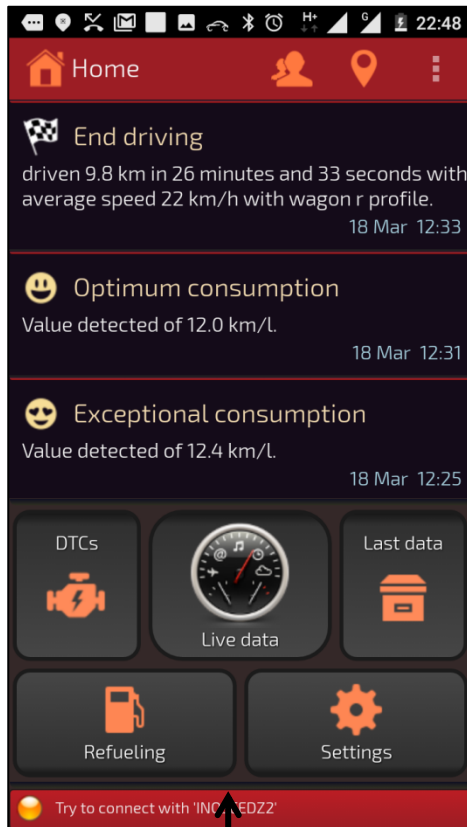 H+
G
22:48
Home
End driving
driven 9.8 km in 26 minutes and 33 seconds with
average speed 22 km/h with wagon r profile.
18 Mar 12:33
Optimum consumption
Value detected of 12.0 km/l.
18 Mar 12:31
Exceptional consumption
Value detected of 12.4 km/l.
18 Mar 12:25
DTCs
Live data
Last data
Refueling
Settings
Try to connect with